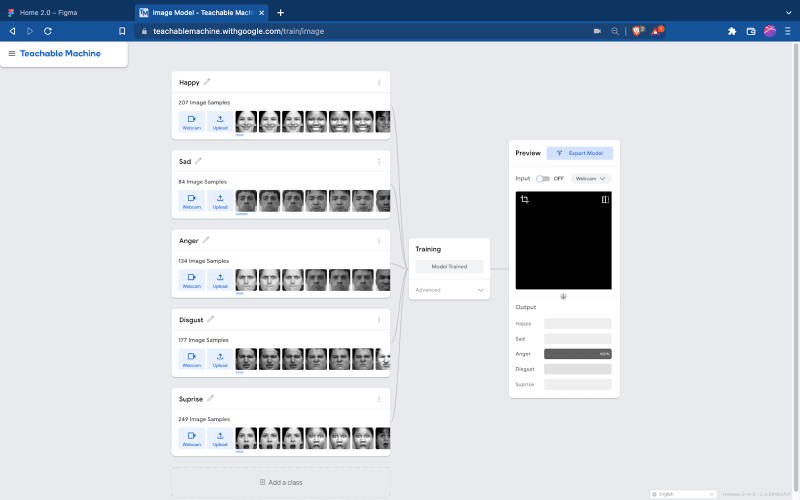 Home 2.0 – Figma
Image Model - Teachable Mach
teachablemachine.withgoogle.com/train/image
Teachable Machine
Happy
207 Image Samples
Webcam
Upload
Sad
84 Image Samples
Webcam
Upload
Anger
134 Image Samples
Webcam
Upload
Disgust
177 Image Samples
Webcam
Upload
Suprise
249 Image Samples
Webcam
Upload
Add a class
Training
Model Trained
Advanced
Preview
Export Model
Input
OFF
Webcam
Output
Happy
Sad
Anger
100%
Disgust
Suprise
English